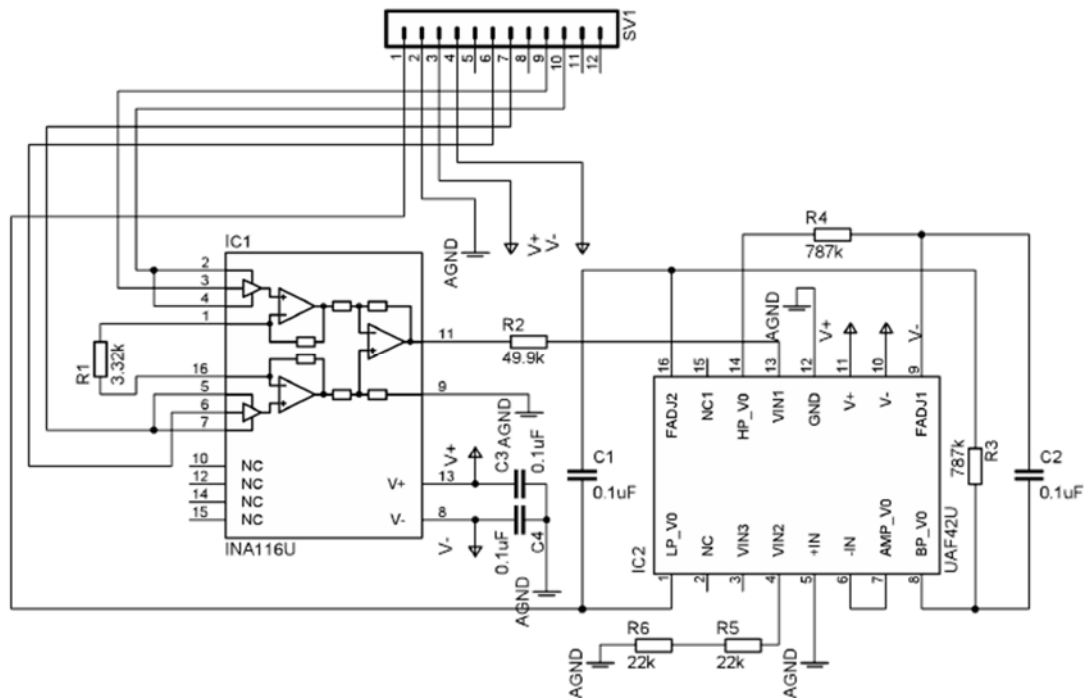 SV1
1 2 3 4 5 6 7 8 9 10 11 12
AGND
V+
V-
IC1
2
3
4
1
R1
3.32k
16
5
6
7
10 NC
12 NC
14 NC
15 NC
11
9
AGND
V+ 13
V- 8
V+
V-
C3
0.1uF
0.1uF
C4
AGND
INA116U
R2
49.9k
R4
787k
AGND
V+
V-
16 15 14 13 12 11 10 9
FADJ2 NC1 HP_V0 VIN1 GND V+ V- FADJ1
C1
0.1uF
787k
R3
C2
0.1uF
LP_V0 NC VIN3 VIN2 +IN -IN AMP_V0 BP_V0
IC2
UAF42U
1 2 3 4 5 6 7 8
R6
22k
R5
22k
AGND
AGND